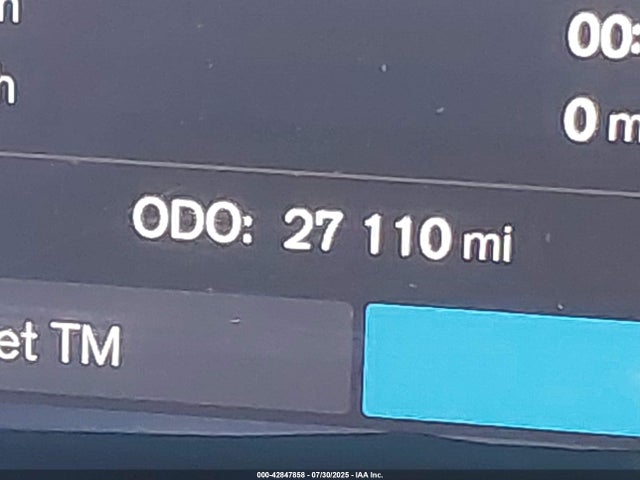 00:
0 m
ODO: 27 110 mi
et TM
000-42847858 - 07/30/2025 - IAA Inc.